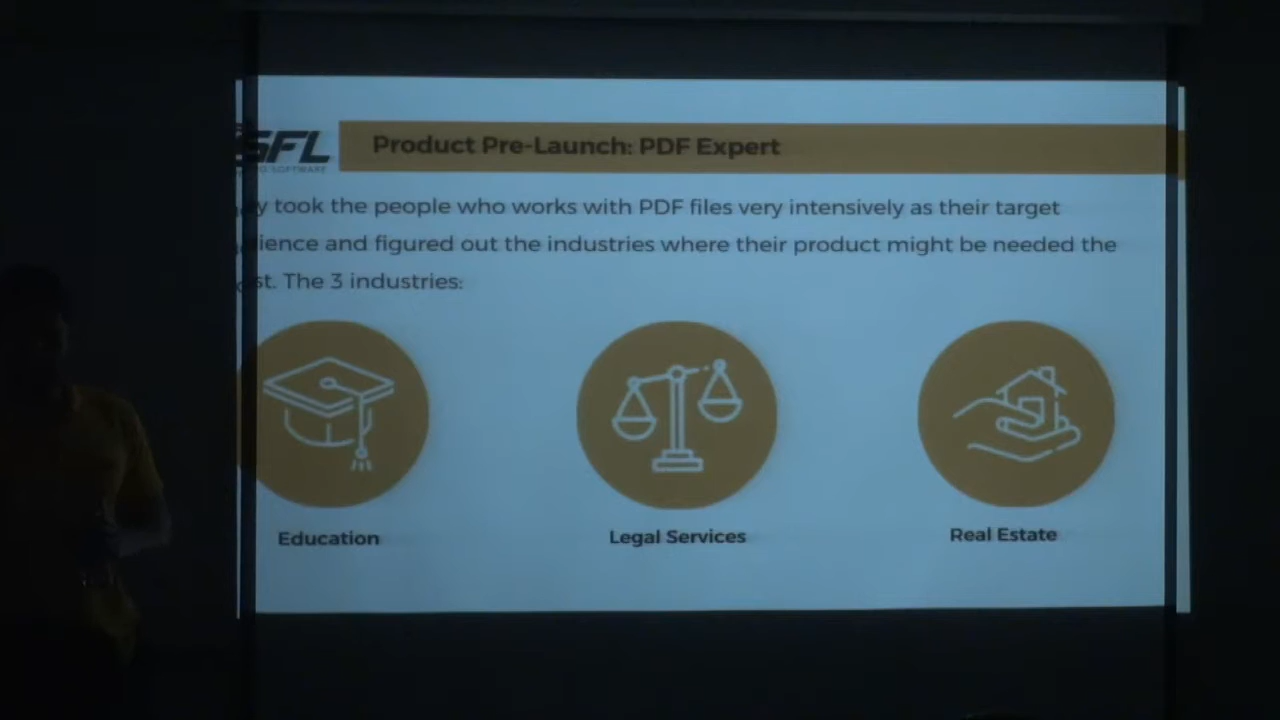 SFL
SOFTWARE
Product Pre-Launch: PDF Expert
took the people who works with PDF files very intensively as their target
and figured out the industries where their product might be needed the
The 3 industries:
Education
Legal Services
Real Estate